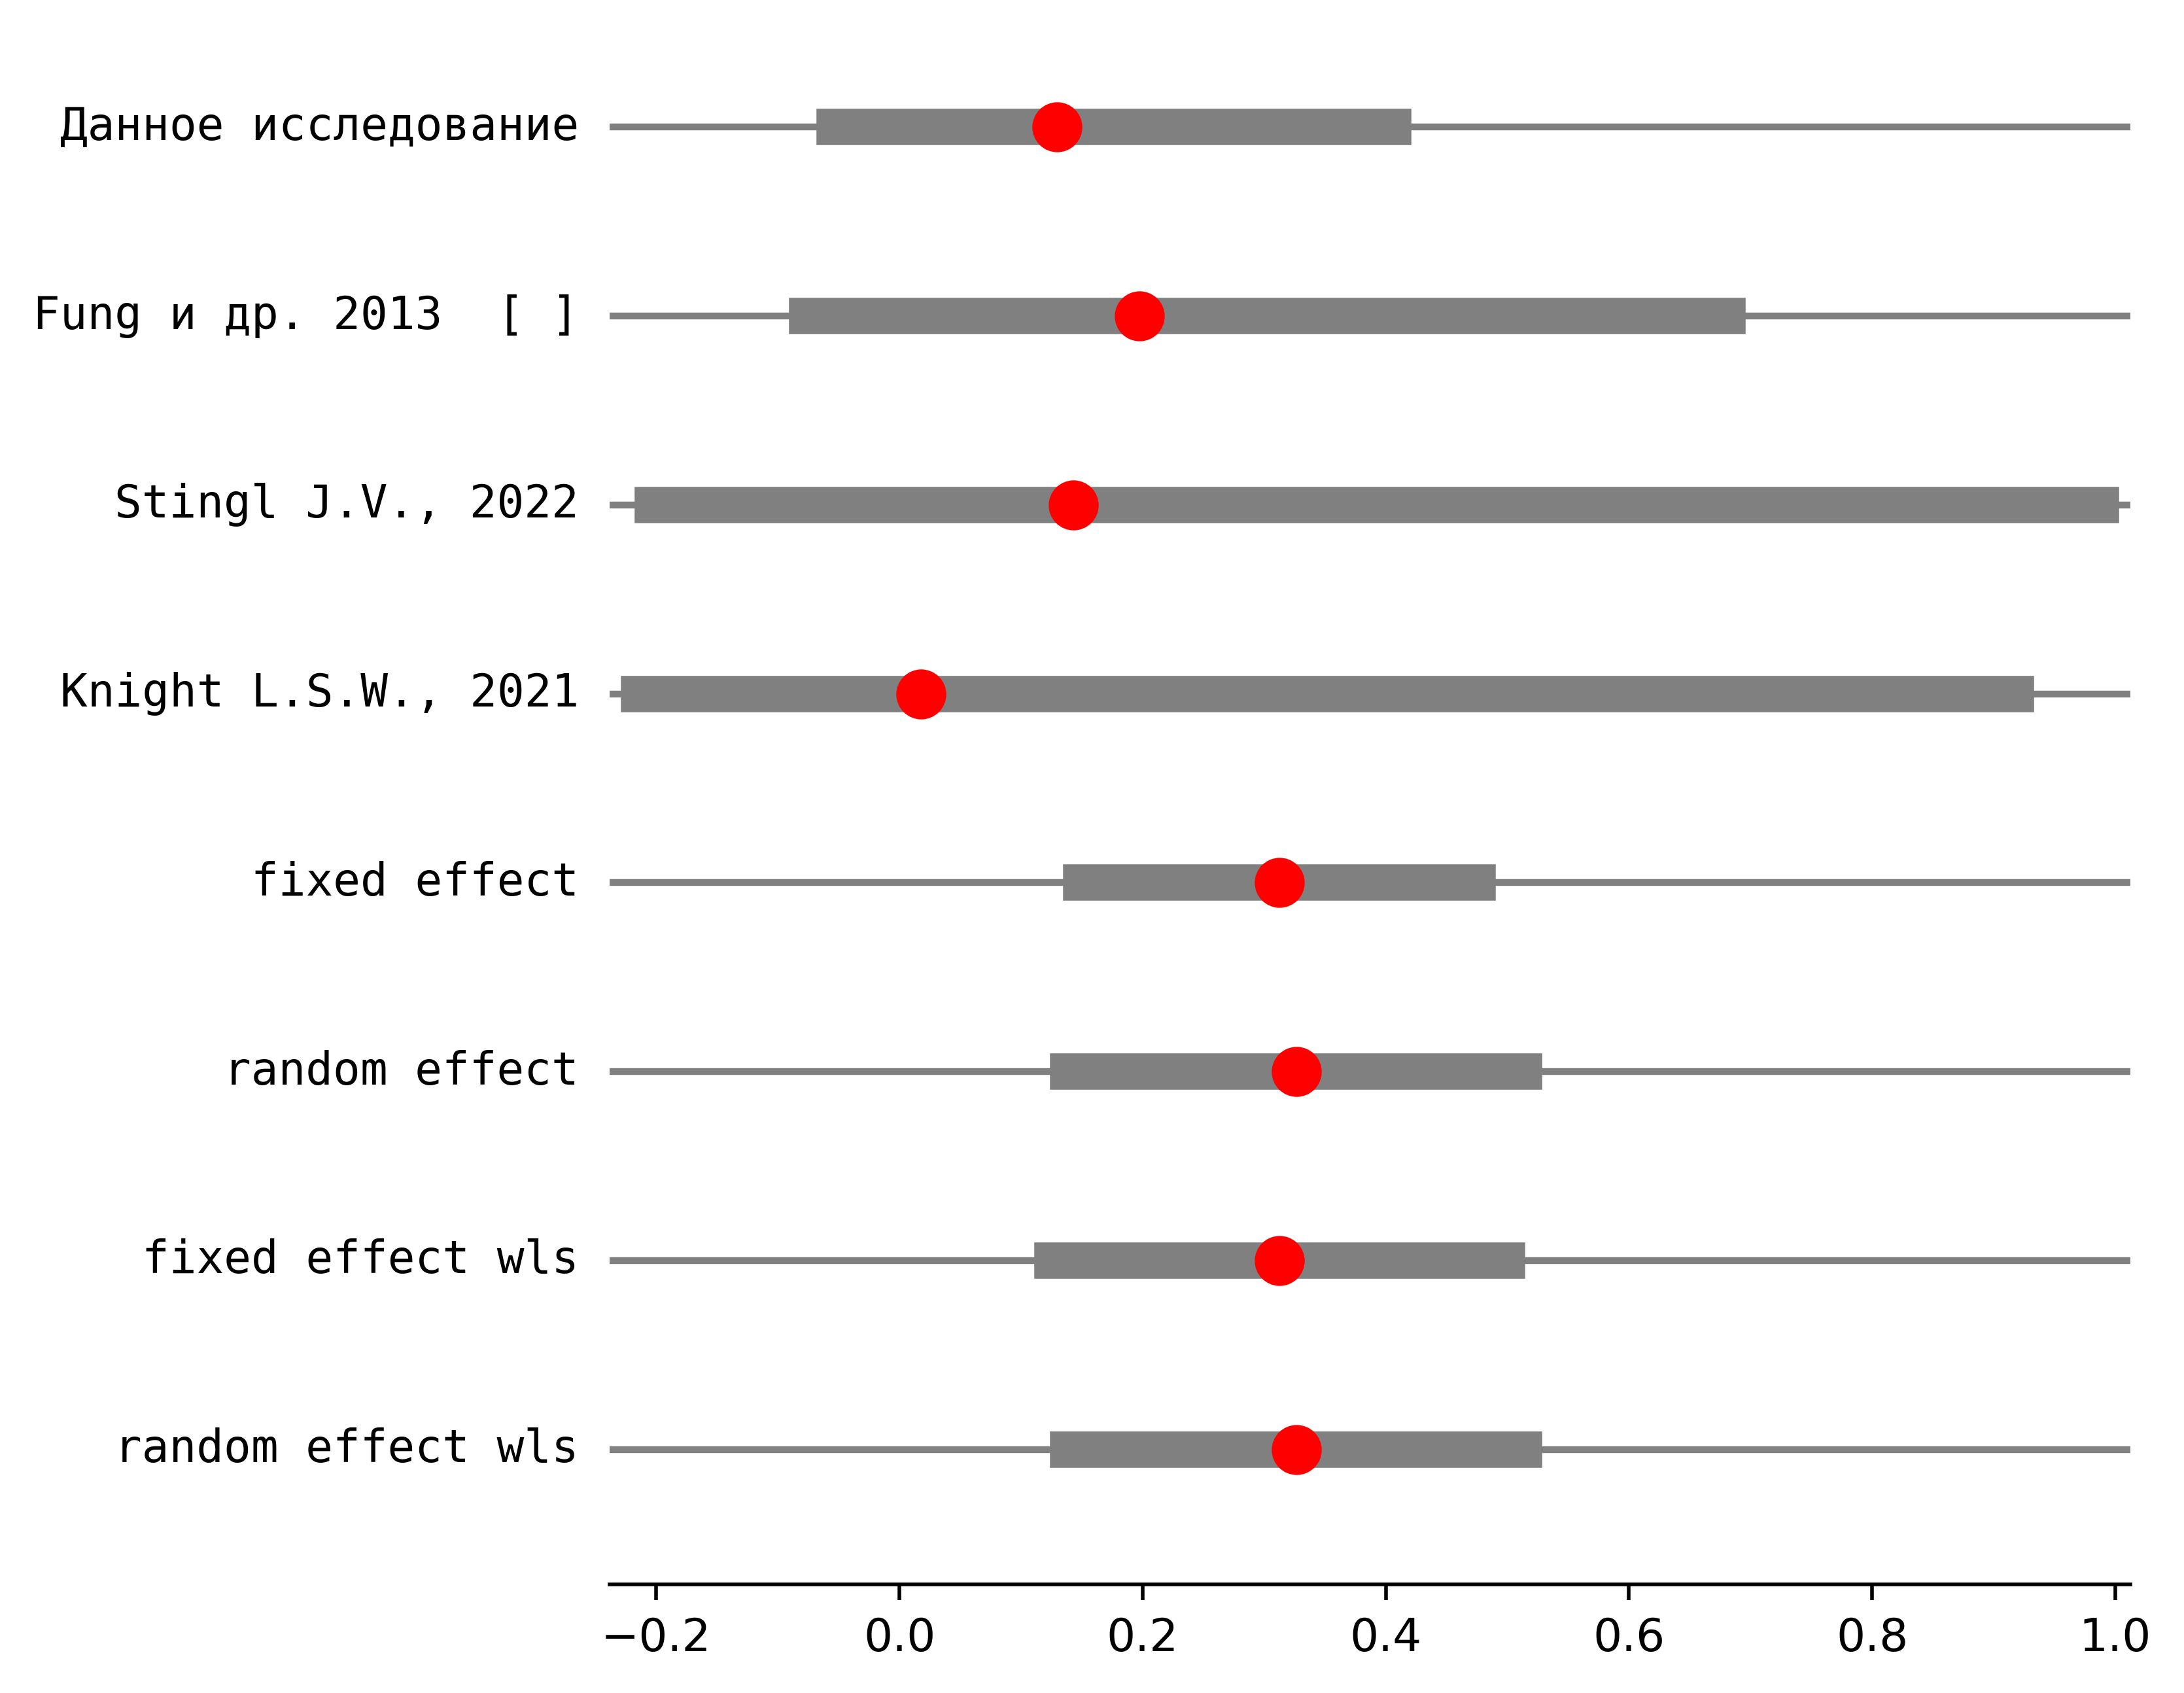 Данное исследование
Fung и др. 2013  [ ]
Stingl J.V., 2022
Knight L.S.W., 2021
fixed effect
random effect
fixed effect wls
random effect wls
−0.2 0.0 0.2 0.4 0.6 0.8 1.0